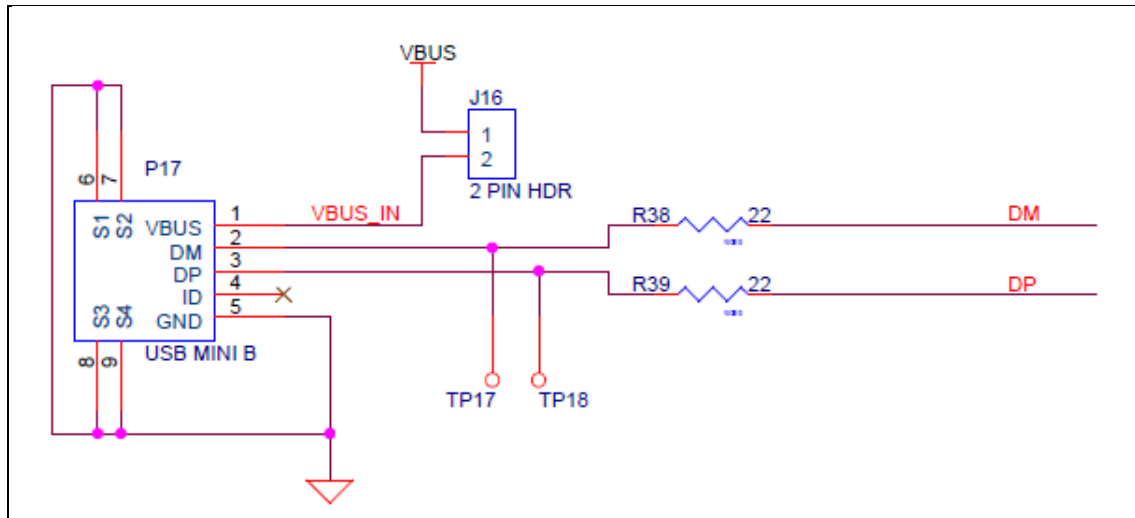 VBUS
J16
1
2
2 PIN HDR
P17
6
7
S1
S2
VBUS
DM
DP
ID
GND
1
2
3
4
5
S3
S4
8
9
USB MINI B
VBUS_IN
R38
22
DM
R39
22
DP
TP17
TP18